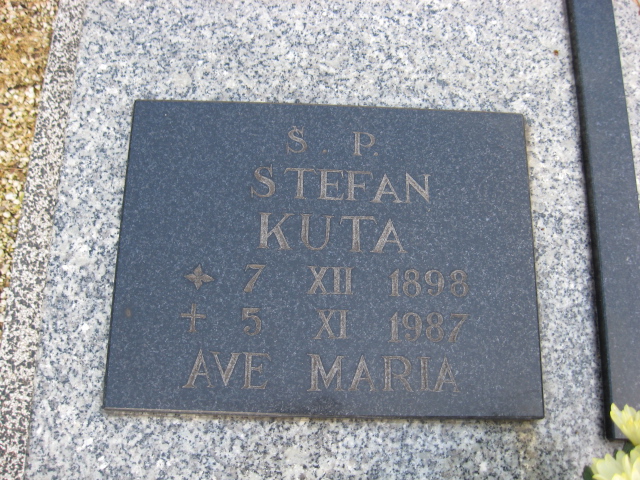 Ś. P.
STEFAN
KUTA
7 XII 1898
5 XI 1987
AVE MARIA